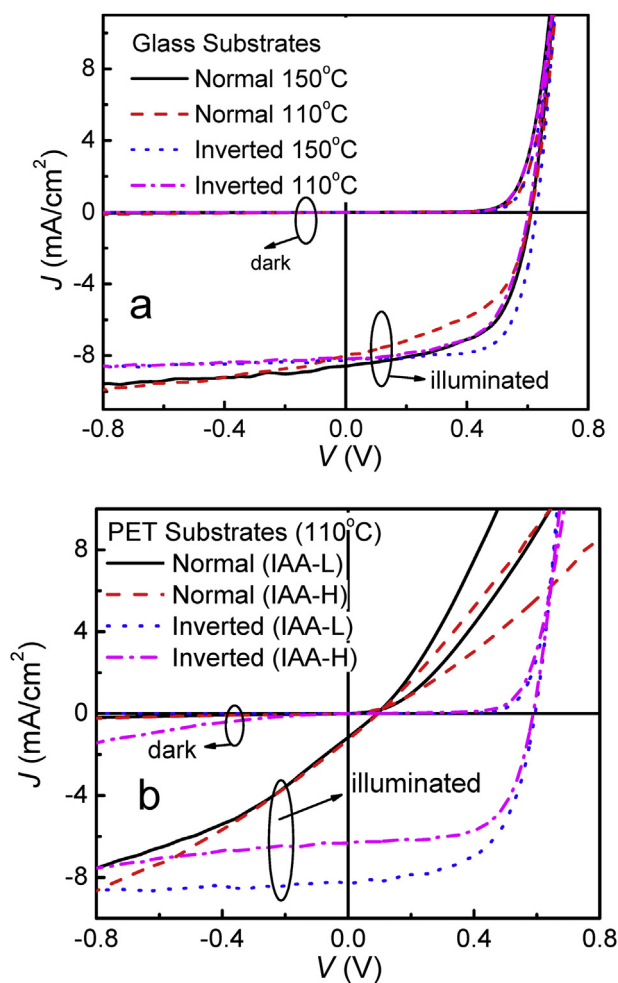 8
4
0
-4
-8
J (mA/cm²)
Glass Substrates
Normal 150°C
Normal 110°C
Inverted 150°C
Inverted 110°C
dark
a
illuminated
-0.8
-0.4
0.0
0.4
0.8
V (V)
8
4
0
-4
-8
J (mA/cm²)
PET Substrates (110°C)
Normal (IAA-L)
Normal (IAA-H)
Inverted (IAA-L)
Inverted (IAA-H)
dark
b
illuminated
-0.8
-0.4
0.0
0.4
0.8
V (V)